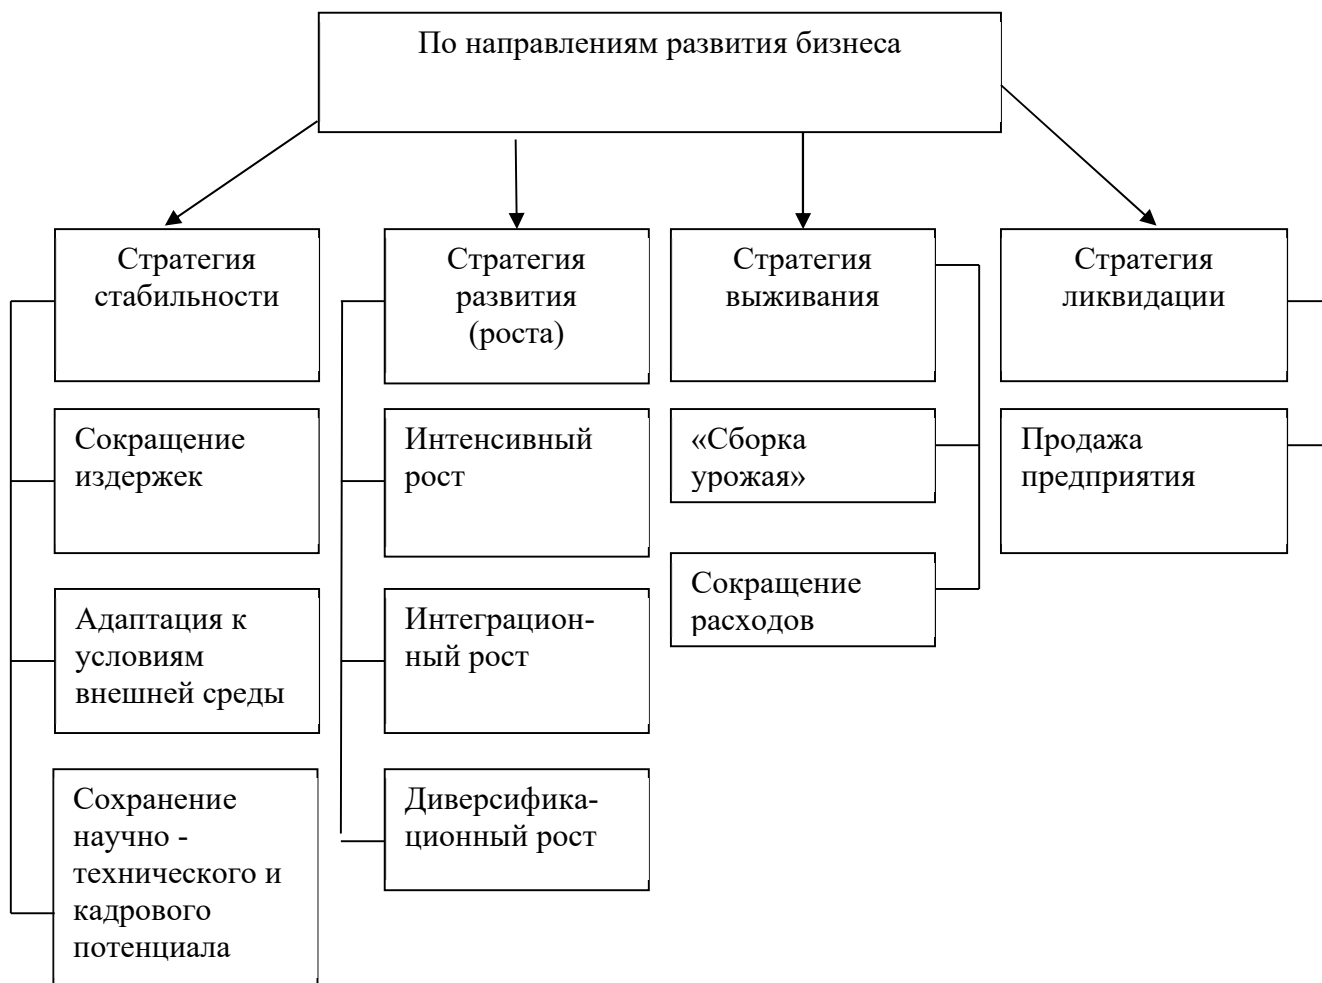 По направлениям развития бизнеса
Стратегия
стабильности
Сокращение
издержек
Адаптация к
условиям
внешней среды
Сохранение
научно -
технического и
кадрового
потенциала
Стратегия
развития
(роста)
Интенсивный
рост
Интеграцион-
ный рост
Диверсифика-
ционный рост
Стратегия
выживания
«Сборка
урожая»
Сокращение
расходов
Стратегия
ликвидации
Продажа
предприятия